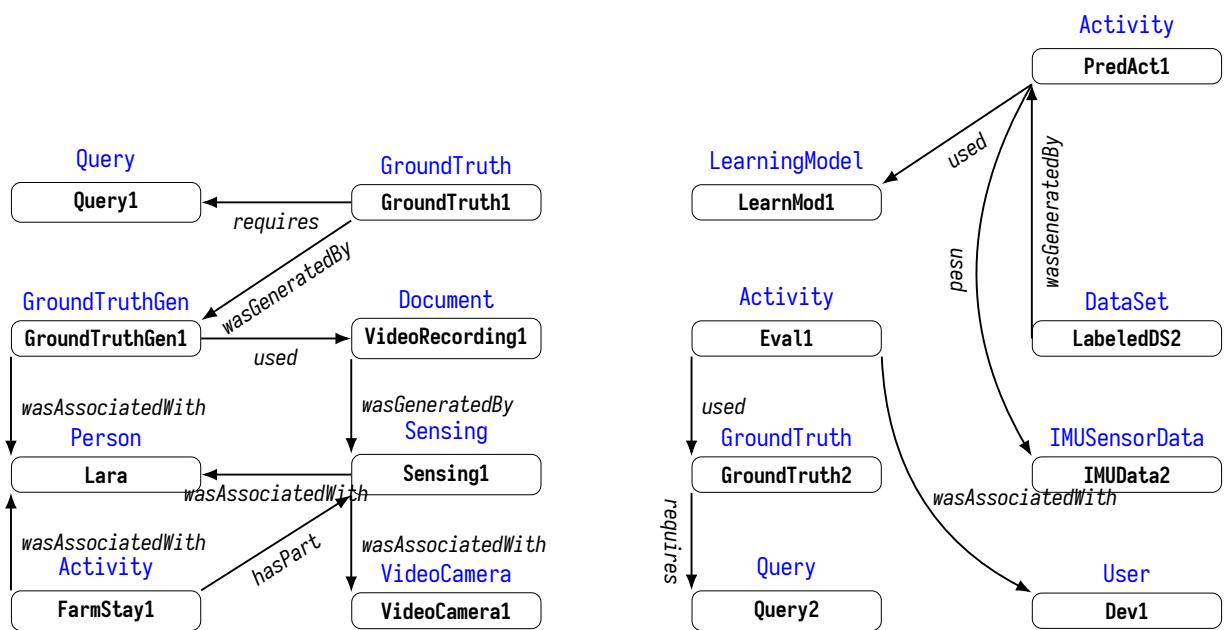 Activity
PredAct1
Query
GroundTruth
LearningModel
used
Query1
GroundTruth1
LearnMod1
requires
wasGeneratedBy
wasGeneratedBy
used
GroundTruthGen
Document
Activity
DataSet
GroundTruthGen1
VideoRecording1
Eval1
LabeledDS2
used
wasAssociatedWith
wasGeneratedBy
used
Person
Sensing
GroundTruth
IMUSensorData
Lara
Sensing1
GroundTruth2
IMUData2
wasAssociatedWith
wasAssociatedWith
requires
wasAssociatedWith
hasPart
wasAssociatedWith
Activity
VideoCamera
Query
User
FarmStay1
VideoCamera1
Query2
Dev1